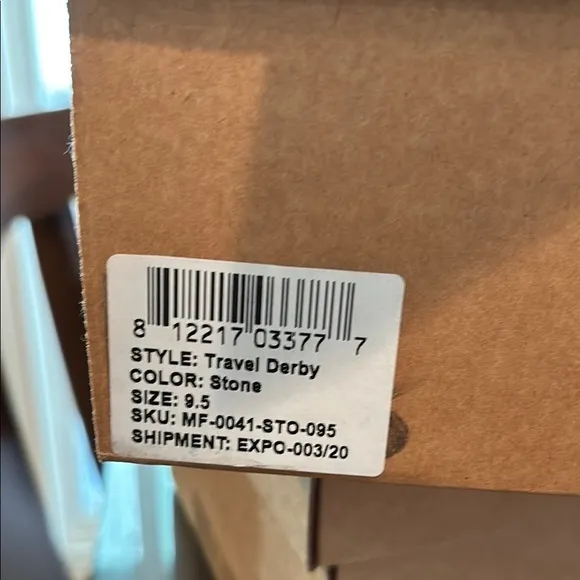 8 12217 03377 7
STYLE: Travel Derby
COLOR: Stone
SIZE: 9.5
SKU: MF-0041-STO-095
SHIPMENT: EXPO-003/20